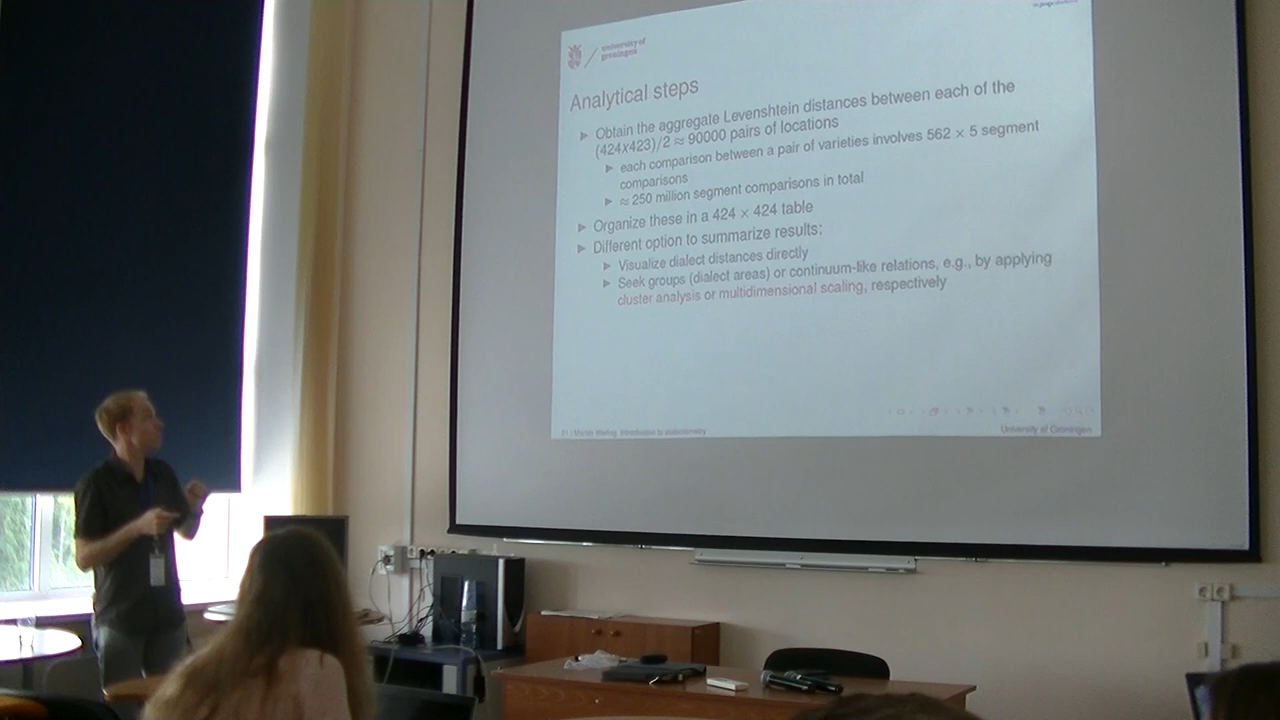 university of
groningen
Analytical steps
▶ Obtain the aggregate Levenshtein distances between each of the
(424x423)/2 ≈ 90000 pairs of locations
▶ each comparison between a pair of varieties involves 562 × 5 segment
comparisons
▶ ≈ 250 million segment comparisons in total
▶ Organize these in a 424 × 424 table
▶ Different option to summarize results:
▶ Visualize dialect distances directly
▶ Seek groups (dialect areas) or continuum-like relations, e.g., by applying
cluster analysis or multidimensional scaling, respectively
Introduction to dialectometry
University of Groningen